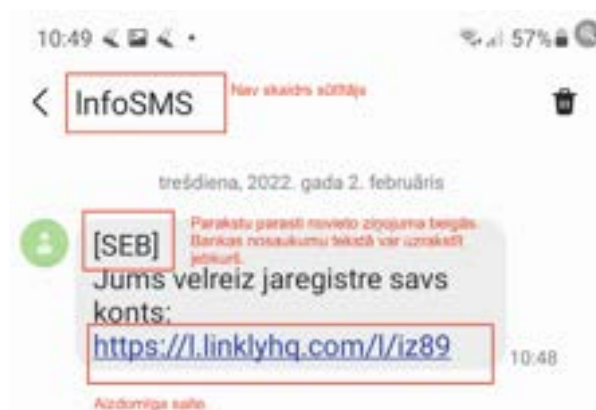 10:49 57%
InfoSMS
Nav skaidrs sūtītājs
trešdiena, 2022. gada 2. februāris
[SEB]
Parakstu parasti novieto ziņojuma beigās.
Bankas nosaukumu tekstā var uzrakstīt
jebkurš.
Jums velreiz jaregistre savs
konts:
https://l.linklyhq.com/l/iz89
10:48
Aizdomīga saite.